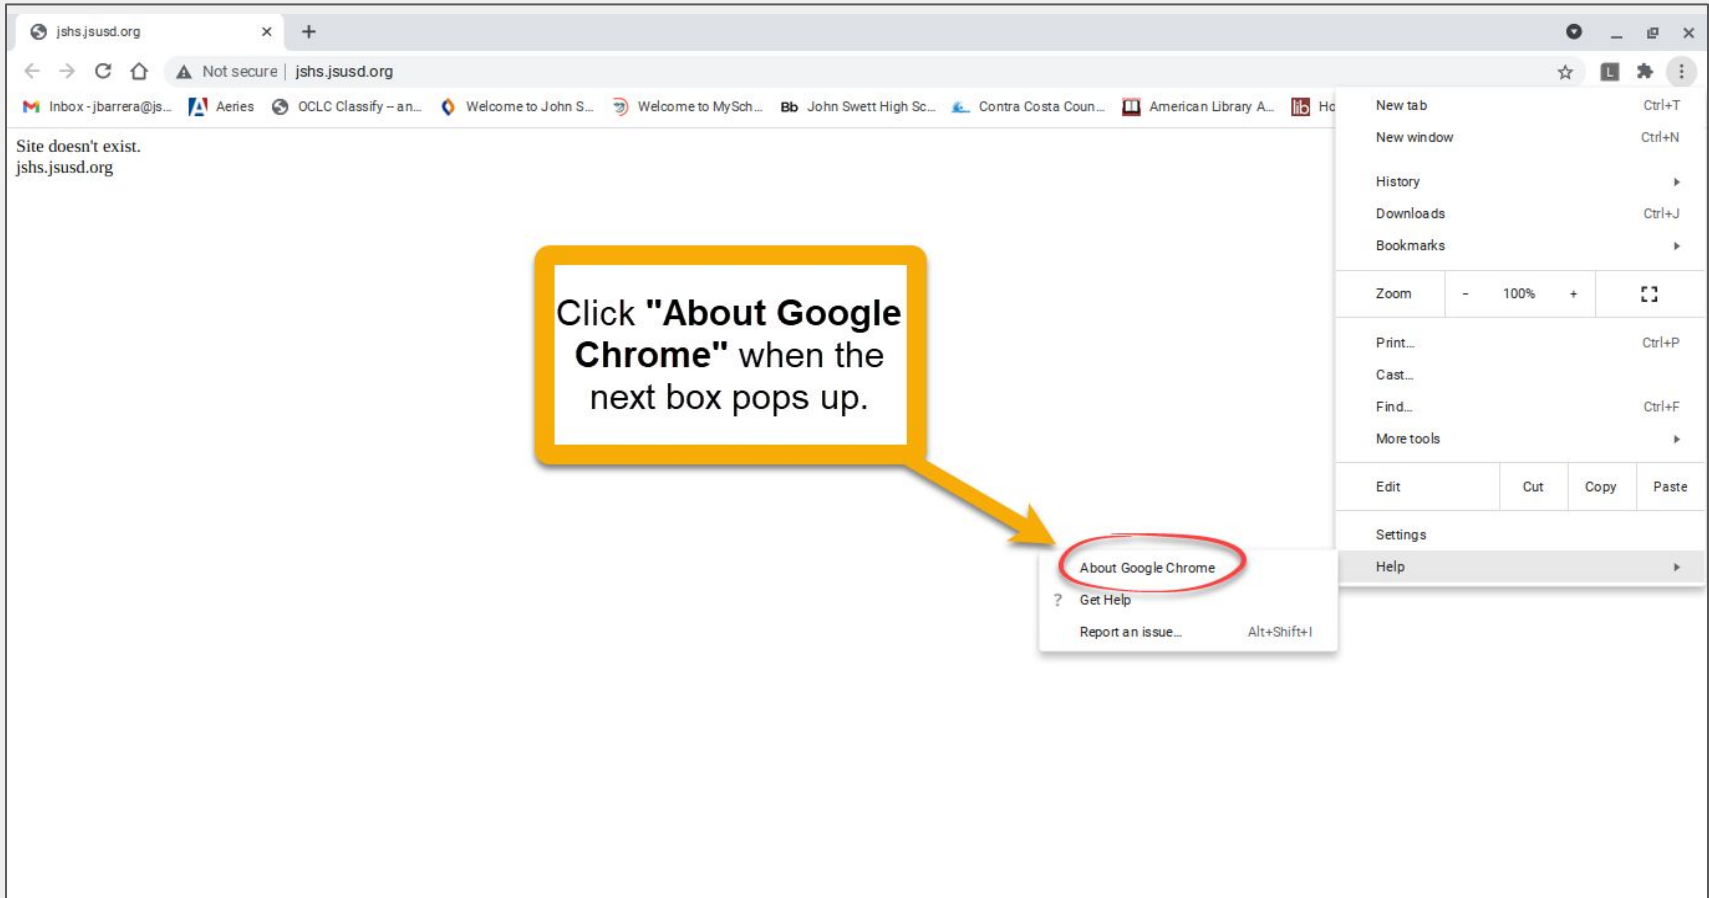 jshs.jsusd.org
Not secure | jshs.jsusd.org
Inbox - jbarrera@js... Aeries OCLC Classify -- an... Welcome to John S... Welcome to MySch... Bb John Swett High Sc... Contra Costa Coun... American Library A... lib Ho
Site doesn't exist.
jshs.jsusd.org
Click "About Google
Chrome" when the
next box pops up.
New tab Ctrl+T
New window Ctrl+N
History
Downloads Ctrl+J
Bookmarks
Zoom - 100% +
Print... Ctrl+P
Cast...
Find... Ctrl+F
More tools
Edit Cut Copy Paste
Settings
Help
About Google Chrome
? Get Help
Report an issue... Alt+Shift+I